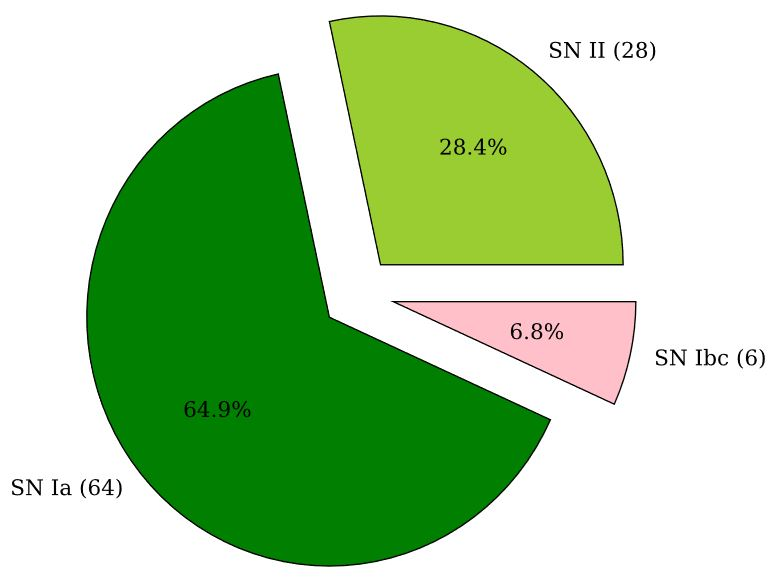 SN II (28)
28.4%
6.8%
SN Ibc (6)
64.9%
SN Ia (64)